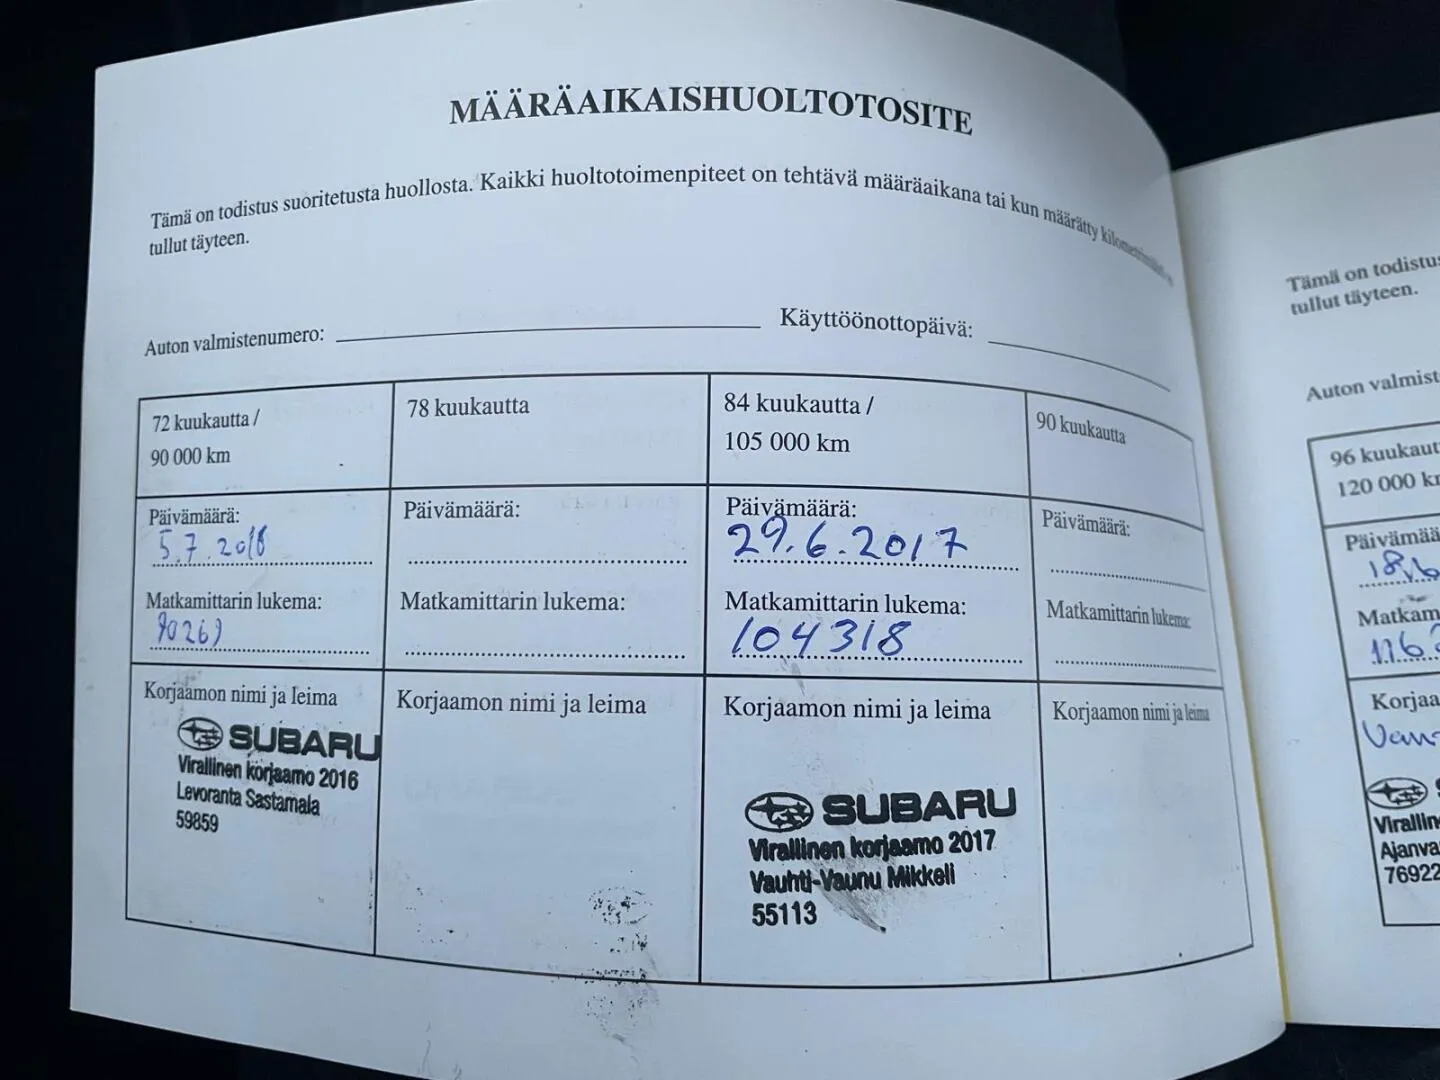 MÄÄRÄAIKAISHUOLTOTOSITE
Tämä on todistus suoritetusta huollosta. Kaikki huoltotoimenpiteet on tehtävä määräaikana tai kun määrätty
tullut täyteen.
Auton valmistenumero:
Käyttöönottopäivä:
72 kuukautta /
90 000 km
Päivämäärä:
5.7.2016
Matkamittarin lukema:
90269
Korjaamon nimi ja leima
SUBARU
Virallinen korjaamo 2016
Levoranta Sastamala
59859
78 kuukautta
Päivämäärä:
Matkamittarin lukema:
Korjaamon nimi ja leima
84 kuukautta /
105 000 km
Päivämäärä:
29.6.2017
Matkamittarin lukema:
104318
Korjaamon nimi ja leima
SUBARU
Virallinen korjaamo 2017
Vauhti-Vaunu Mikkeli
55113
90 kuukautta
Päivämäärä:
Matkamittarin lukema:
Korjaamon nimi ja leima
Tämä on todistus
tullut täyteen.
Auton valmist
96 kuukaut
120 000 k
Päivämää
Matkam
Korjaa
Virallin
Ajanva
76922